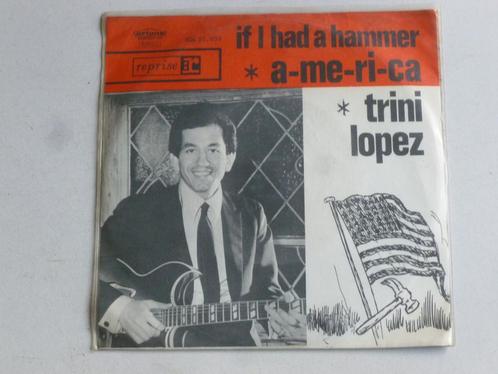 if I had a hammer
* a-me-ri-ca
* trini
lopez
reprise